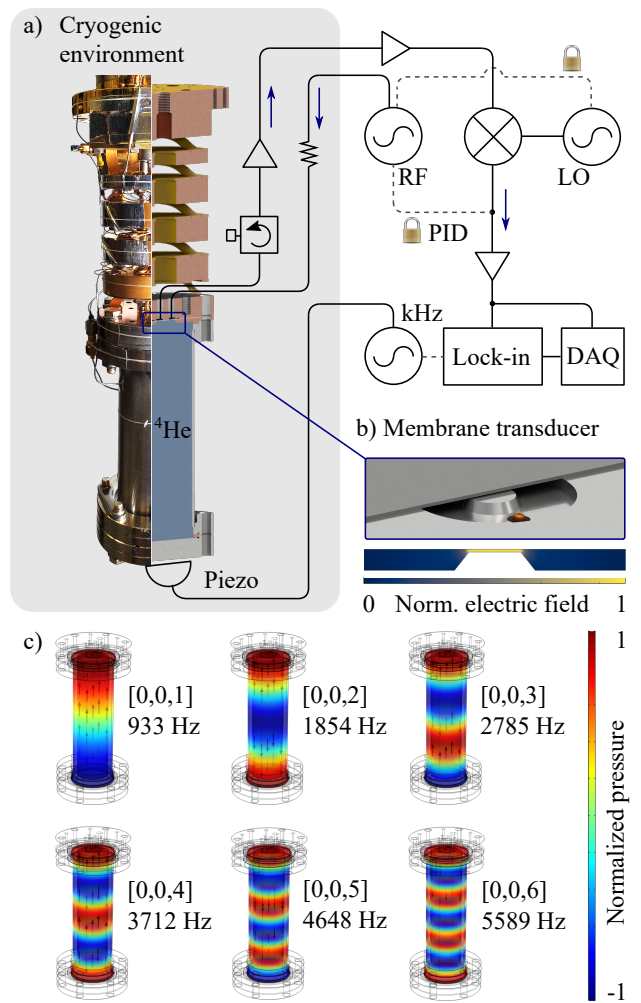 a) Cryogenic
environment
RF
LO
PID
kHz
Lock-in
DAQ
⁴He
Piezo
b) Membrane transducer
0 Norm. electric field 1
c)
[0,0,1]
933 Hz
[0,0,2]
1854 Hz
[0,0,3]
2785 Hz
[0,0,4]
3712 Hz
[0,0,5]
4648 Hz
[0,0,6]
5589 Hz
1
Normalized pressure
-1